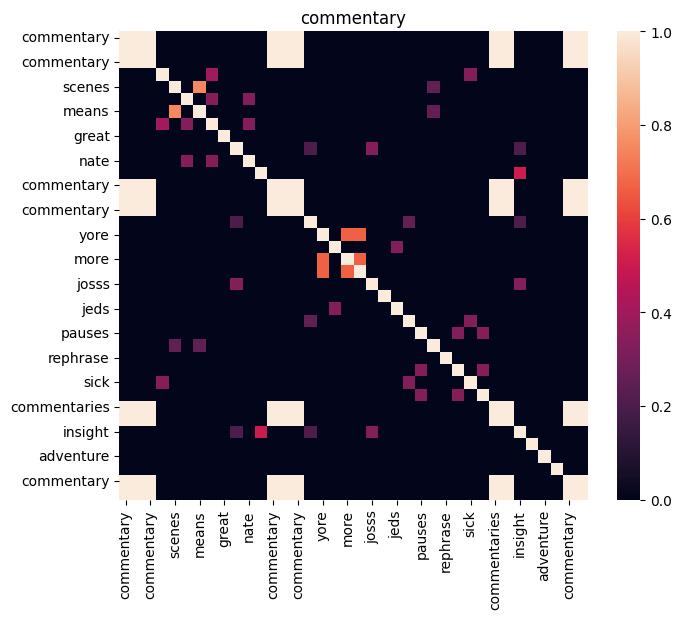 commentary
commentary
commentary
scenes
means
great
nate
commentary
commentary
yore
more
josss
jeds
pauses
rephrase
sick
commentaries
insight
adventure
commentary
1.0
0.8
0.6
0.4
0.2
0.0
commentary
commentary
scenes
means
great
nate
commentary
commentary
yore
more
josss
jeds
pauses
rephrase
sick
commentaries
insight
adventure
commentary